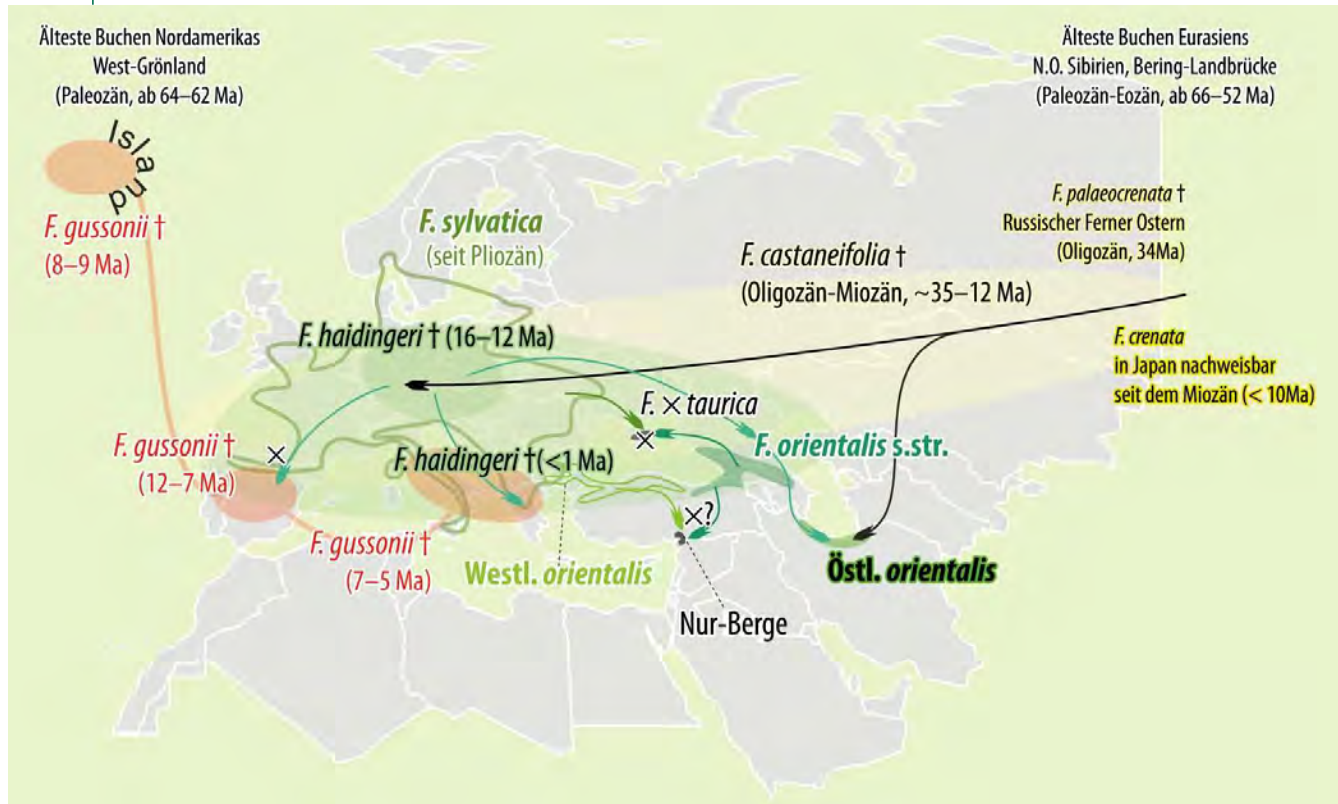 Älteste Buchen Nordamerikas
West-Grönland
(Paleozän, ab 64–62 Ma)
Älteste Buchen Eurasiens
N.O. Sibirien, Bering-Landbrücke
(Paleozän-Eozän, ab 66–52 Ma)
Island
F. gussonii †
(8–9 Ma)
F. sylvatica
(seit Pliozän)
F. palaeocrenata †
Russischer Ferner Osten
(Oligozän, 34Ma)
F. castaneifolia †
(Oligozän-Miozän, ~35–12 Ma)
F. haidingeri † (16–12 Ma)
F. crenata
in Japan nachweisbar
seit dem Miozän (< 10Ma)
F. × taurica
×
F. gussonii †
(12–7 Ma)
×
F. orientalis s.str.
F. haidingeri †(<1 Ma)
×?
F. gussonii †
(7–5 Ma)
Westl. orientalis
Östl. orientalis
Nur-Berge